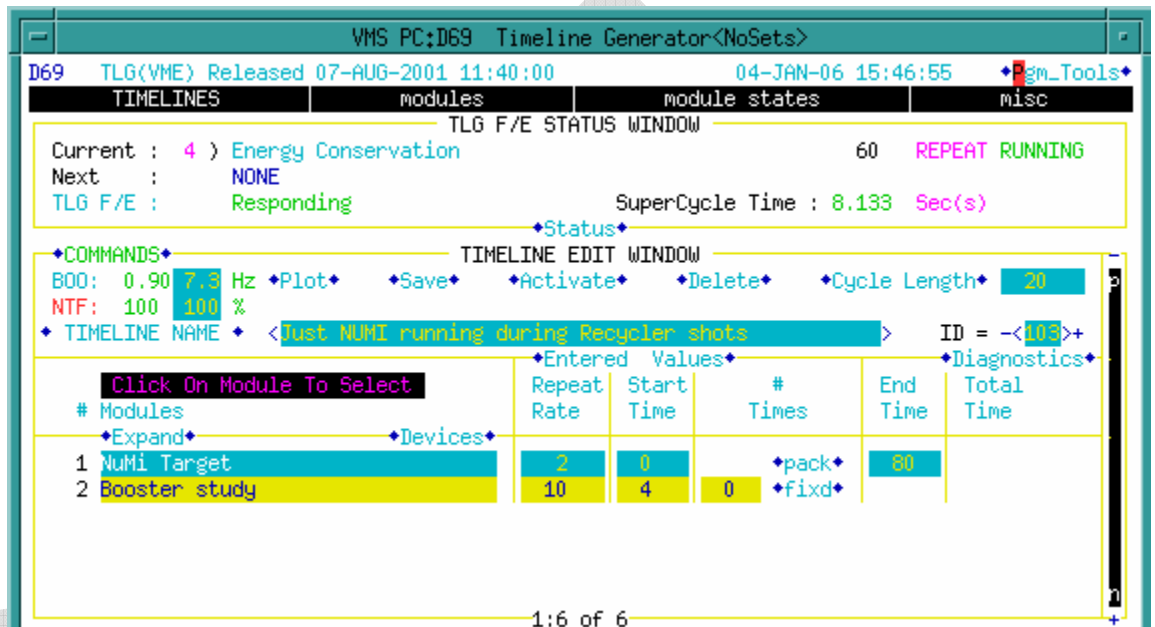 VMS PC:D69 Timeline Generator<NoSets>
D69 TLG(VME) Released 07-AUG-2001 11:40:00 04-JAN-06 15:46:55 ◆Pgm_Tools◆
TIMELINES modules module states misc
TLG F/E STATUS WINDOW
Current : 4 ) Energy Conservation 60 REPEAT RUNNING
Next : NONE
TLG F/E : Responding SuperCycle Time : 8.133 Sec(s)
◆Status◆
◆COMMANDS◆ TIMELINE EDIT WINDOW -
BOO: 0.90 7.3 Hz ◆Plot◆ ◆Save◆ ◆Activate◆ ◆Delete◆ ◆Cycle Length◆ 20 p
NTF: 100 100 %
◆ TIMELINE NAME ◆ <Just NUMI running during Recycler shots > ID = -<103>+
◆Entered Values◆ ◆Diagnostics◆
Click On Module To Select Repeat Start # End Total
# Modules Rate Time Times Time Time
◆Expand◆ ◆Devices◆
1 NuMi Target 2 0 ◆pack◆ 80
2 Booster study 10 4 0 ◆fixd◆
n
1:6 of 6 +